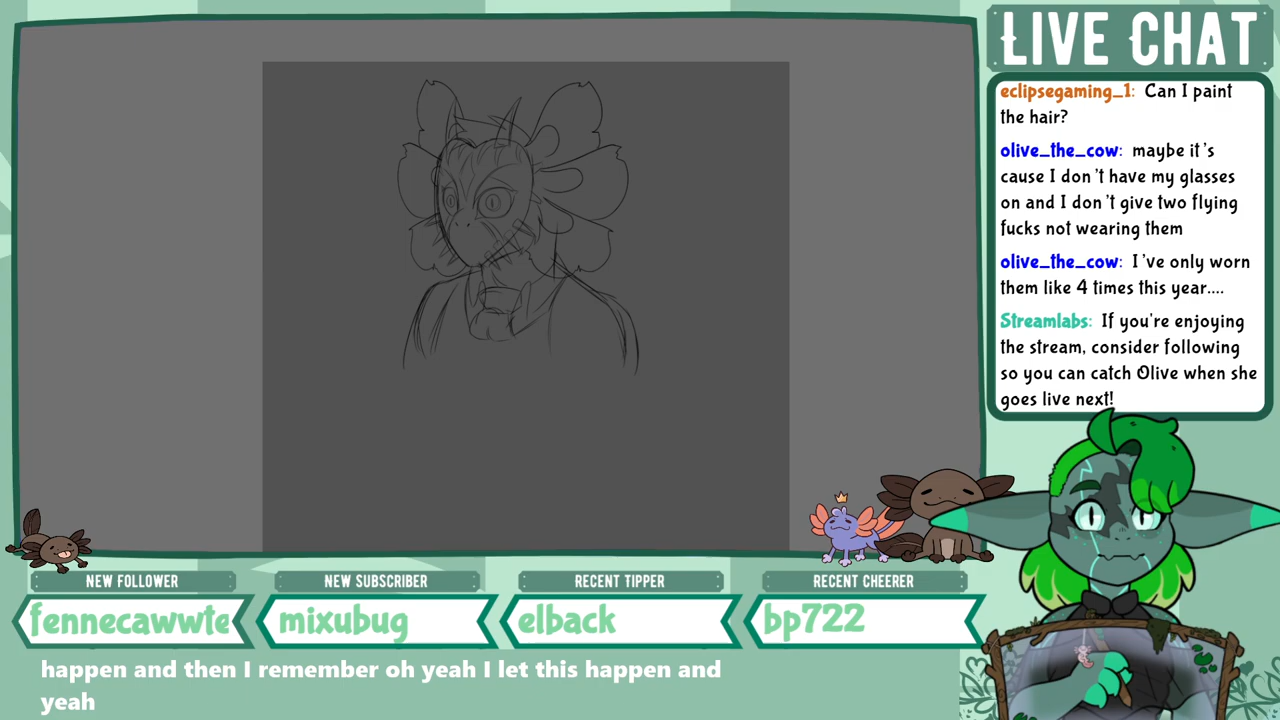 LIVE CHAT
eclipsegaming_1: Can I paint
the hair?
olive_the_cow: maybe it's
cause I don't have my glasses
on and I don't give two flying
fucks not wearing them
olive_the_cow: I've only worn
them like 4 times this year....
Streamlabs: If you're enjoying
the stream, consider following
so you can catch Olive when she
goes live next!
NEW FOLLOWER
fennecawwte
NEW SUBSCRIBER
mixubug
RECENT TIPPER
elback
RECENT CHEERER
bp722
happen and then I remember oh yeah I let this happen and
yeah